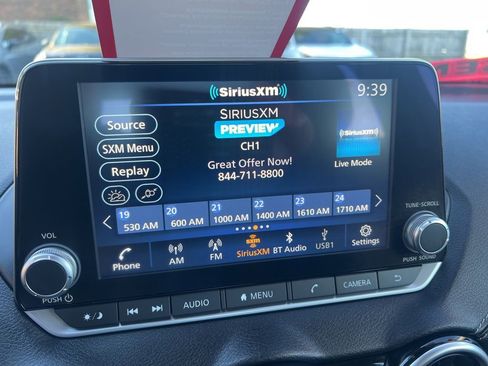 SiriusXM
9:39
SIRIUSXM
PREVIEW
CH1
Great Offer Now!
844-711-8800
Source
SXM Menu
Replay
SiriusXM
Live Mode
19 20 21 22 23 24
530 AM 600 AM 1000 AM 1400 AM 1610 AM 1710 AM
Phone AM FM SiriusXM BT Audio USB1 Settings
sxm
VOL
PUSH
TUNE·SCROLL
PUSH SOUND
AUDIO MENU CAMERA